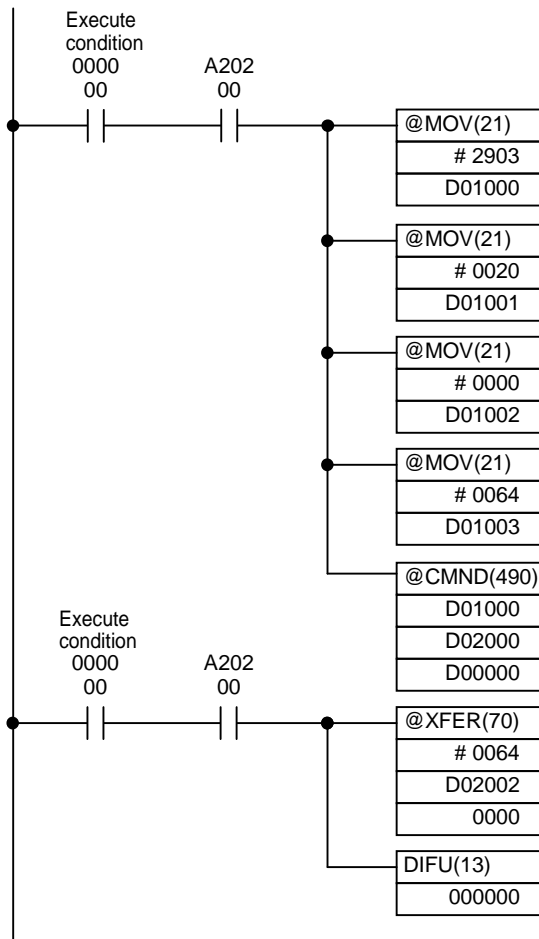 Execute
condition
0000
00
A202
00
@MOV(21)
# 2903
D01000
@MOV(21)
# 0020
D01001
@MOV(21)
# 0000
D01002
@MOV(21)
# 0064
D01003
@CMND(490)
D01000
D02000
D00000
Execute
condition
0000
00
A202
00
@XFER(70)
# 0064
D02002
0000
DIFU(13)
000000